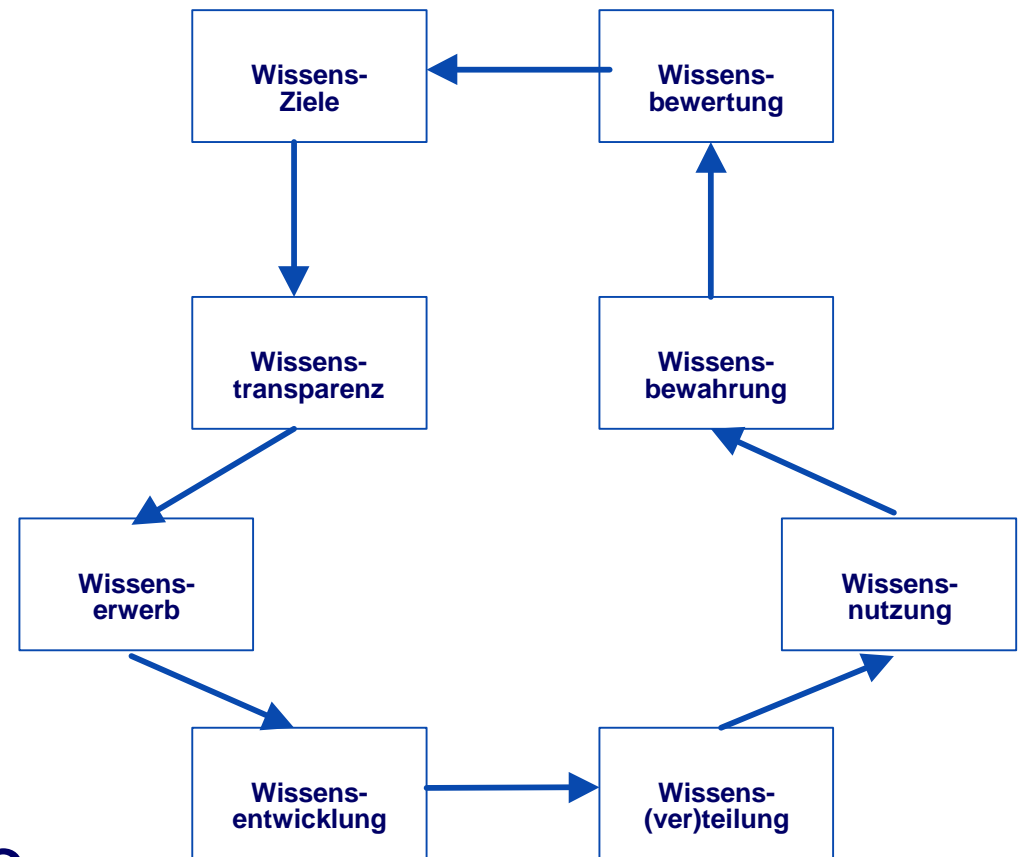 Wissens-
Ziele
Wissens-
bewertung
Wissens-
transparenz
Wissens-
bewahrung
Wissens-
erwerb
Wissens-
nutzung
Wissens-
entwicklung
Wissens-
(ver)teilung